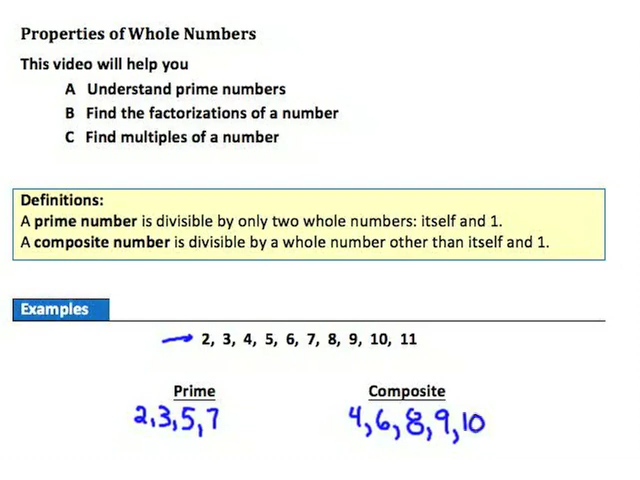 Properties of Whole Numbers
This video will help you
A Understand prime numbers
B Find the factorizations of a number
C Find multiples of a number
Definitions:
A prime number is divisible by only two whole numbers: itself and 1.
A composite number is divisible by a whole number other than itself and 1.
Examples
2, 3, 4, 5, 6, 7, 8, 9, 10, 11
Prime Composite
2,3,5,7 4,6,8,9,10